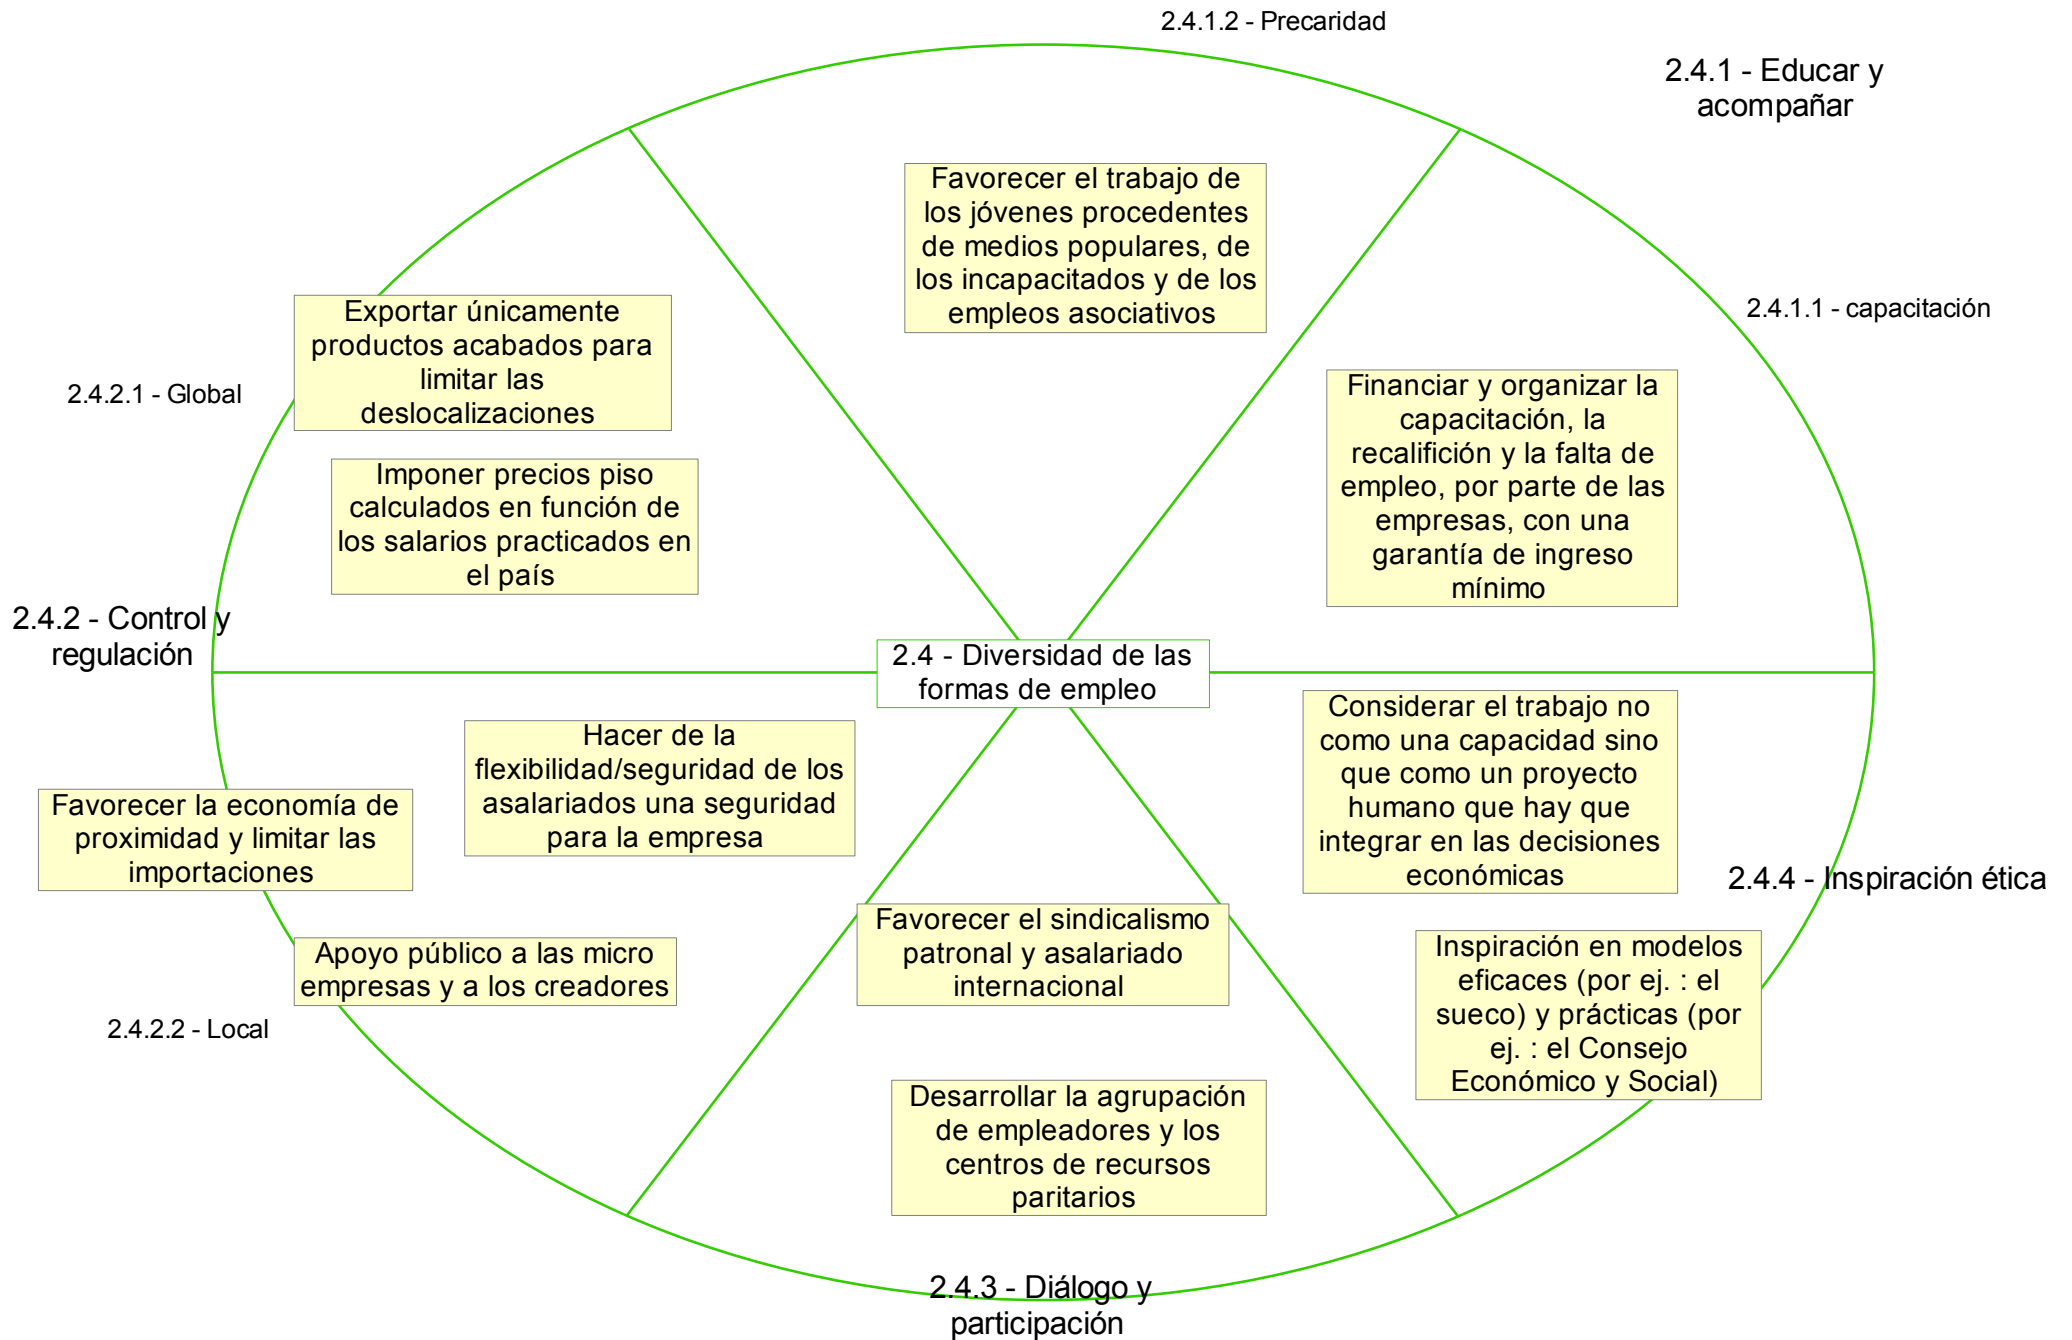 2.4.1.2 - Precaridad
2.4.1 - Educar y
acompañar
Favorecer el trabajo de
los jóvenes procedentes
de medios populares, de
los incapacitados y de los
empleos asociativos
2.4.1.1 - capacitación
Exportar únicamente
productos acabados para
limitar las
deslocalizaciones
2.4.2.1 - Global
Financiar y organizar la
capacitación, la
recalifición y la falta de
empleo, por parte de las
empresas, con una
garantía de ingreso
mínimo
Imponer precios piso
calculados en función de
los salarios practicados en
el país
2.4.2 - Control y
regulación
2.4 - Diversidad de las
formas de empleo
Considerar el trabajo no
como una capacidad sino
que como un proyecto
humano que hay que
integrar en las decisiones
económicas
Hacer de la
flexibilidad/seguridad de los
asalariados una seguridad
para la empresa
Favorecer la economía de
proximidad y limitar las
importaciones
2.4.4 - Inspiración ética
Favorecer el sindicalismo
patronal y asalariado
internacional
Inspiración en modelos
eficaces (por ej. : el
sueco) y prácticas (por
ej. : el Consejo
Económico y Social)
Apoyo público a las micro
empresas y a los creadores
2.4.2.2 - Local
Desarrollar la agrupación
de empleadores y los
centros de recursos
paritarios
2.4.3 - Diálogo y
participación